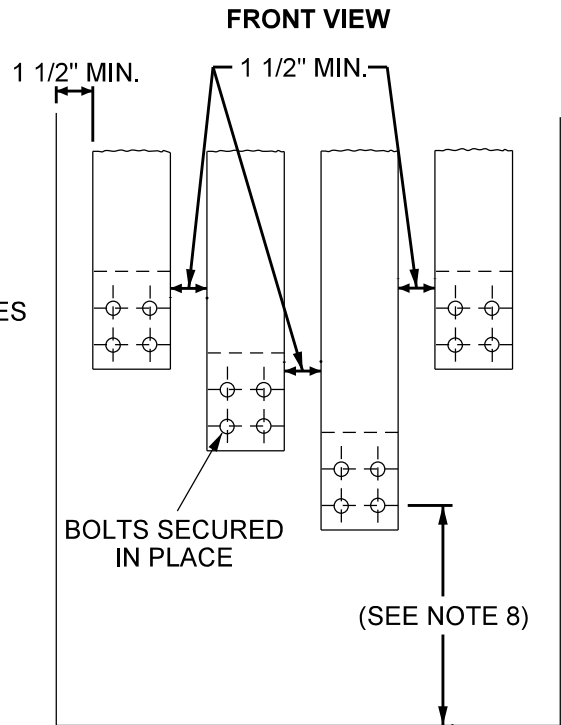 FRONT VIEW
1 1/2" MIN.
1 1/2" MIN.
ES
BOLTS SECURED
IN PLACE
(SEE NOTE 8)